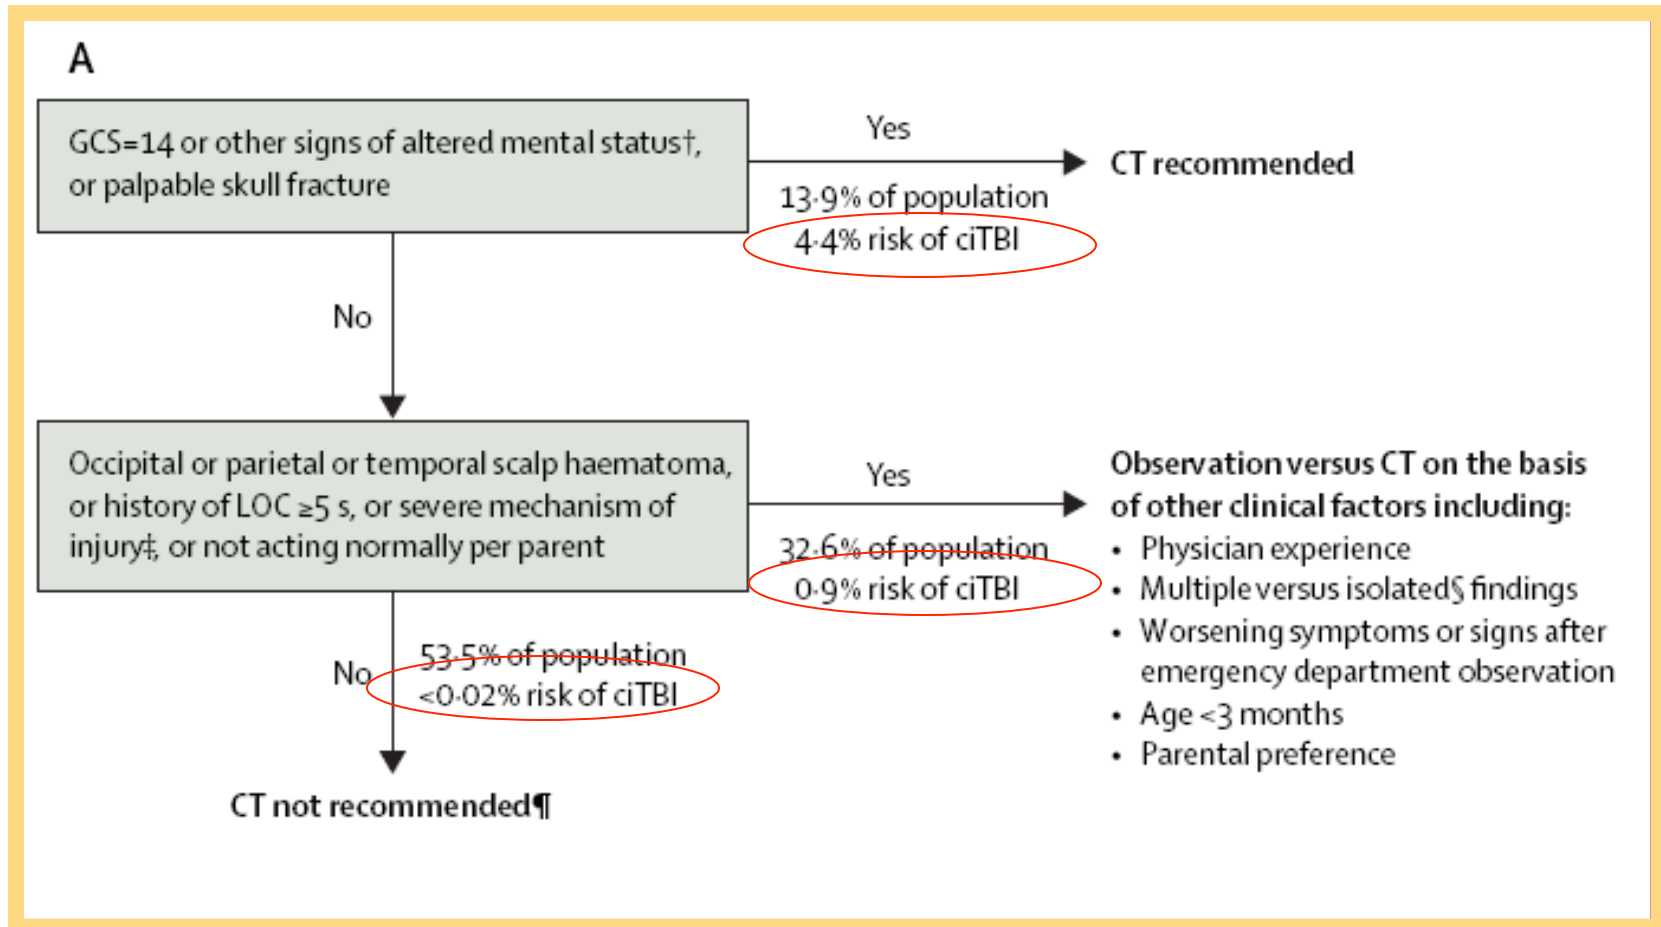 A
GCS=14 or other signs of altered mental status†,
or palpable skull fracture
Yes
13·9% of population
4·4% risk of ciTBI
CT recommended
No
Occipital or parietal or temporal scalp haematoma,
or history of LOC ≥5 s, or severe mechanism of
injury‡, or not acting normally per parent
Yes
32·6% of population
0·9% risk of ciTBI
Observation versus CT on the basis
of other clinical factors including:
• Physician experience
• Multiple versus isolated§ findings
• Worsening symptoms or signs after
emergency department observation
• Age <3 months
• Parental preference
No
53·5% of population
<0·02% risk of ciTBI
CT not recommended¶